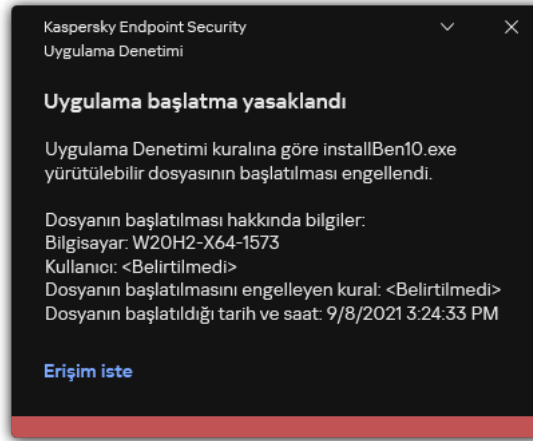 Kaspersky Endpoint Security
Uygulama Denetimi
Uygulama başlatma yasaklandı
Uygulama Denetimi kuralına göre installBen10.exe
yürütülebilir dosyasının başlatılması engellendi.
Dosyanın başlatılması hakkında bilgiler:
Bilgisayar: W20H2-X64-1573
Kullanıcı: <Belirtilmedi>
Dosyanın başlatılmasını engelleyen kural: <Belirtilmedi>
Dosyanın başlatıldığı tarih ve saat: 9/8/2021 3:24:33 PM
Erişim iste